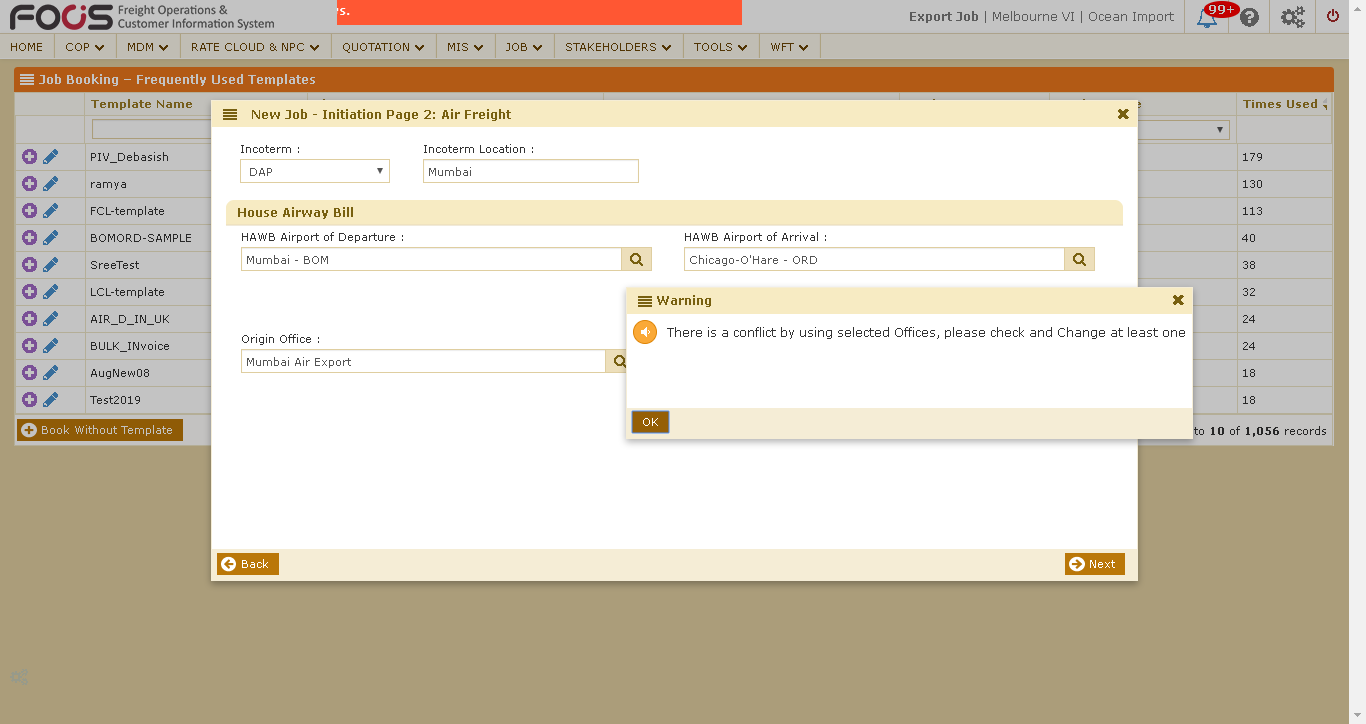 FOCiS Freight Operations &
Customer Information System
vs.
Export Job | Melbourne VI | Ocean Import
99+
HOME COP MDM RATE CLOUD & NPC QUOTATION MIS JOB STAKEHOLDERS TOOLS WFT
Job Booking – Frequently Used Templates
Template Name Times Used
New Job - Initiation Page 2: Air Freight
Incoterm : Incoterm Location :
DAP Mumbai
House Airway Bill
HAWB Airport of Departure : HAWB Airport of Arrival :
Mumbai - BOM Chicago-O'Hare - ORD
Origin Office :
Mumbai Air Export
Warning
There is a conflict by using selected Offices, please check and Change at least one
OK
Back Next
PIV_Debasish 179
ramya 130
FCL-template 113
BOMORD-SAMPLE 40
SreeTest 38
LCL-template 32
AIR_D_IN_UK 24
BULK_INvoice 24
AugNew08 18
Test2019 18
Book Without Template
to 10 of 1,056 records